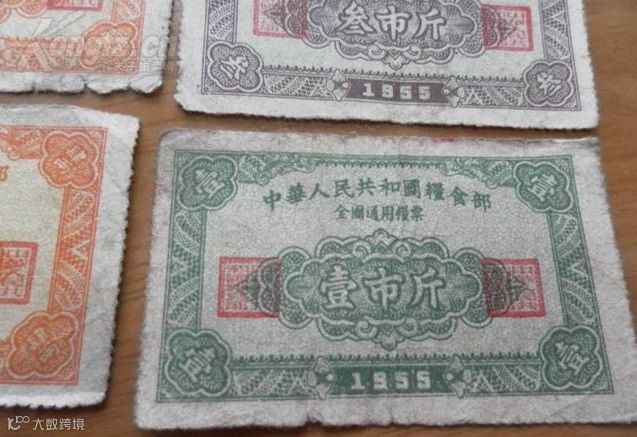 叁市斤
1955
壹
壹
中華人民共和國糧食部
全國通用糧票
壹市斤
壹
壹
1955
大数跨境